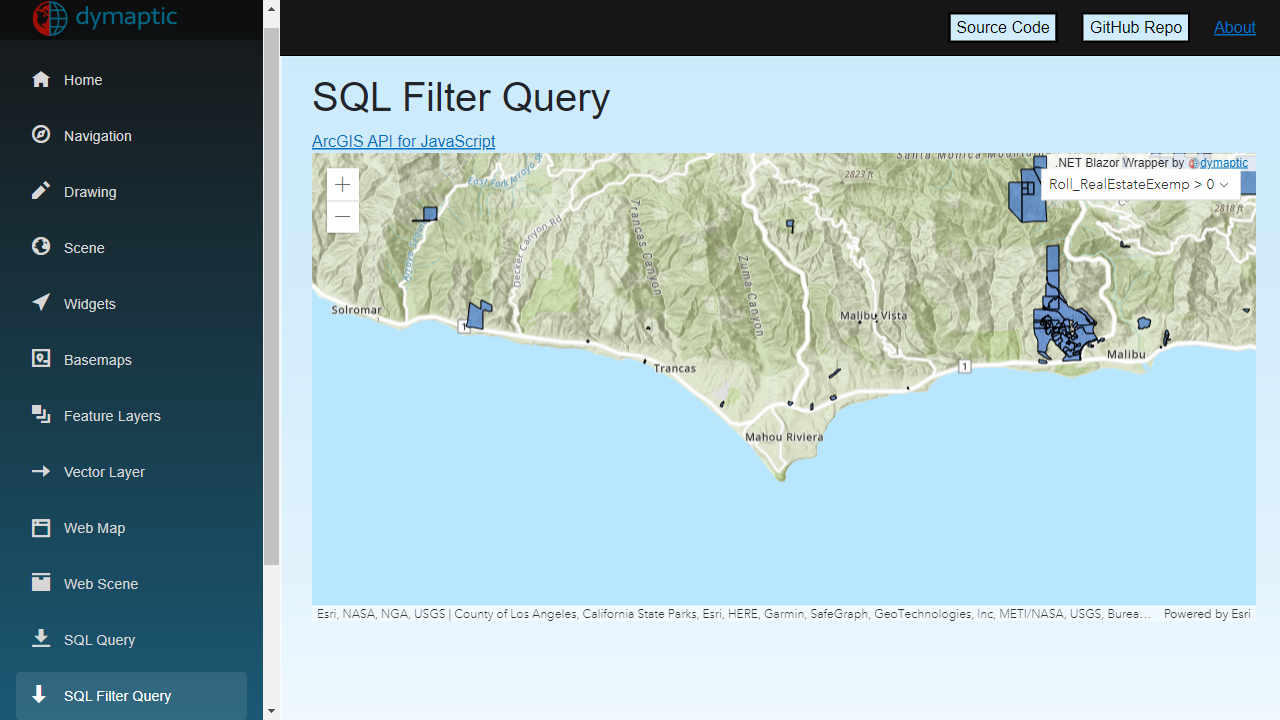 dymaptic
Home
Navigation
Drawing
Scene
Widgets
Basemaps
Feature Layers
Vector Layer
Web Map
Web Scene
SQL Query
SQL Filter Query
Source Code
GitHub Repo
About
SQL Filter Query
ArcGIS API for JavaScript
Santa Monica
.NET Blazor Wrapper by dymaptic
Roll_RealEstateExemp > 0
East Fork Arroyo
2823 ft
2818 ft
Decker Canyon Rd
Trancas Canyon
Zuma Canyon
Solromar
1
Malibu Vista
Trancas
1
Malibu
Mahou Riviera
Esri, NASA, NGA, USGS | County of Los Angeles, California State Parks, Esri, HERE, Garmin, SafeGraph, GeoTechnologies, Inc, METI/NASA, USGS, Burea…
Powered by Esri